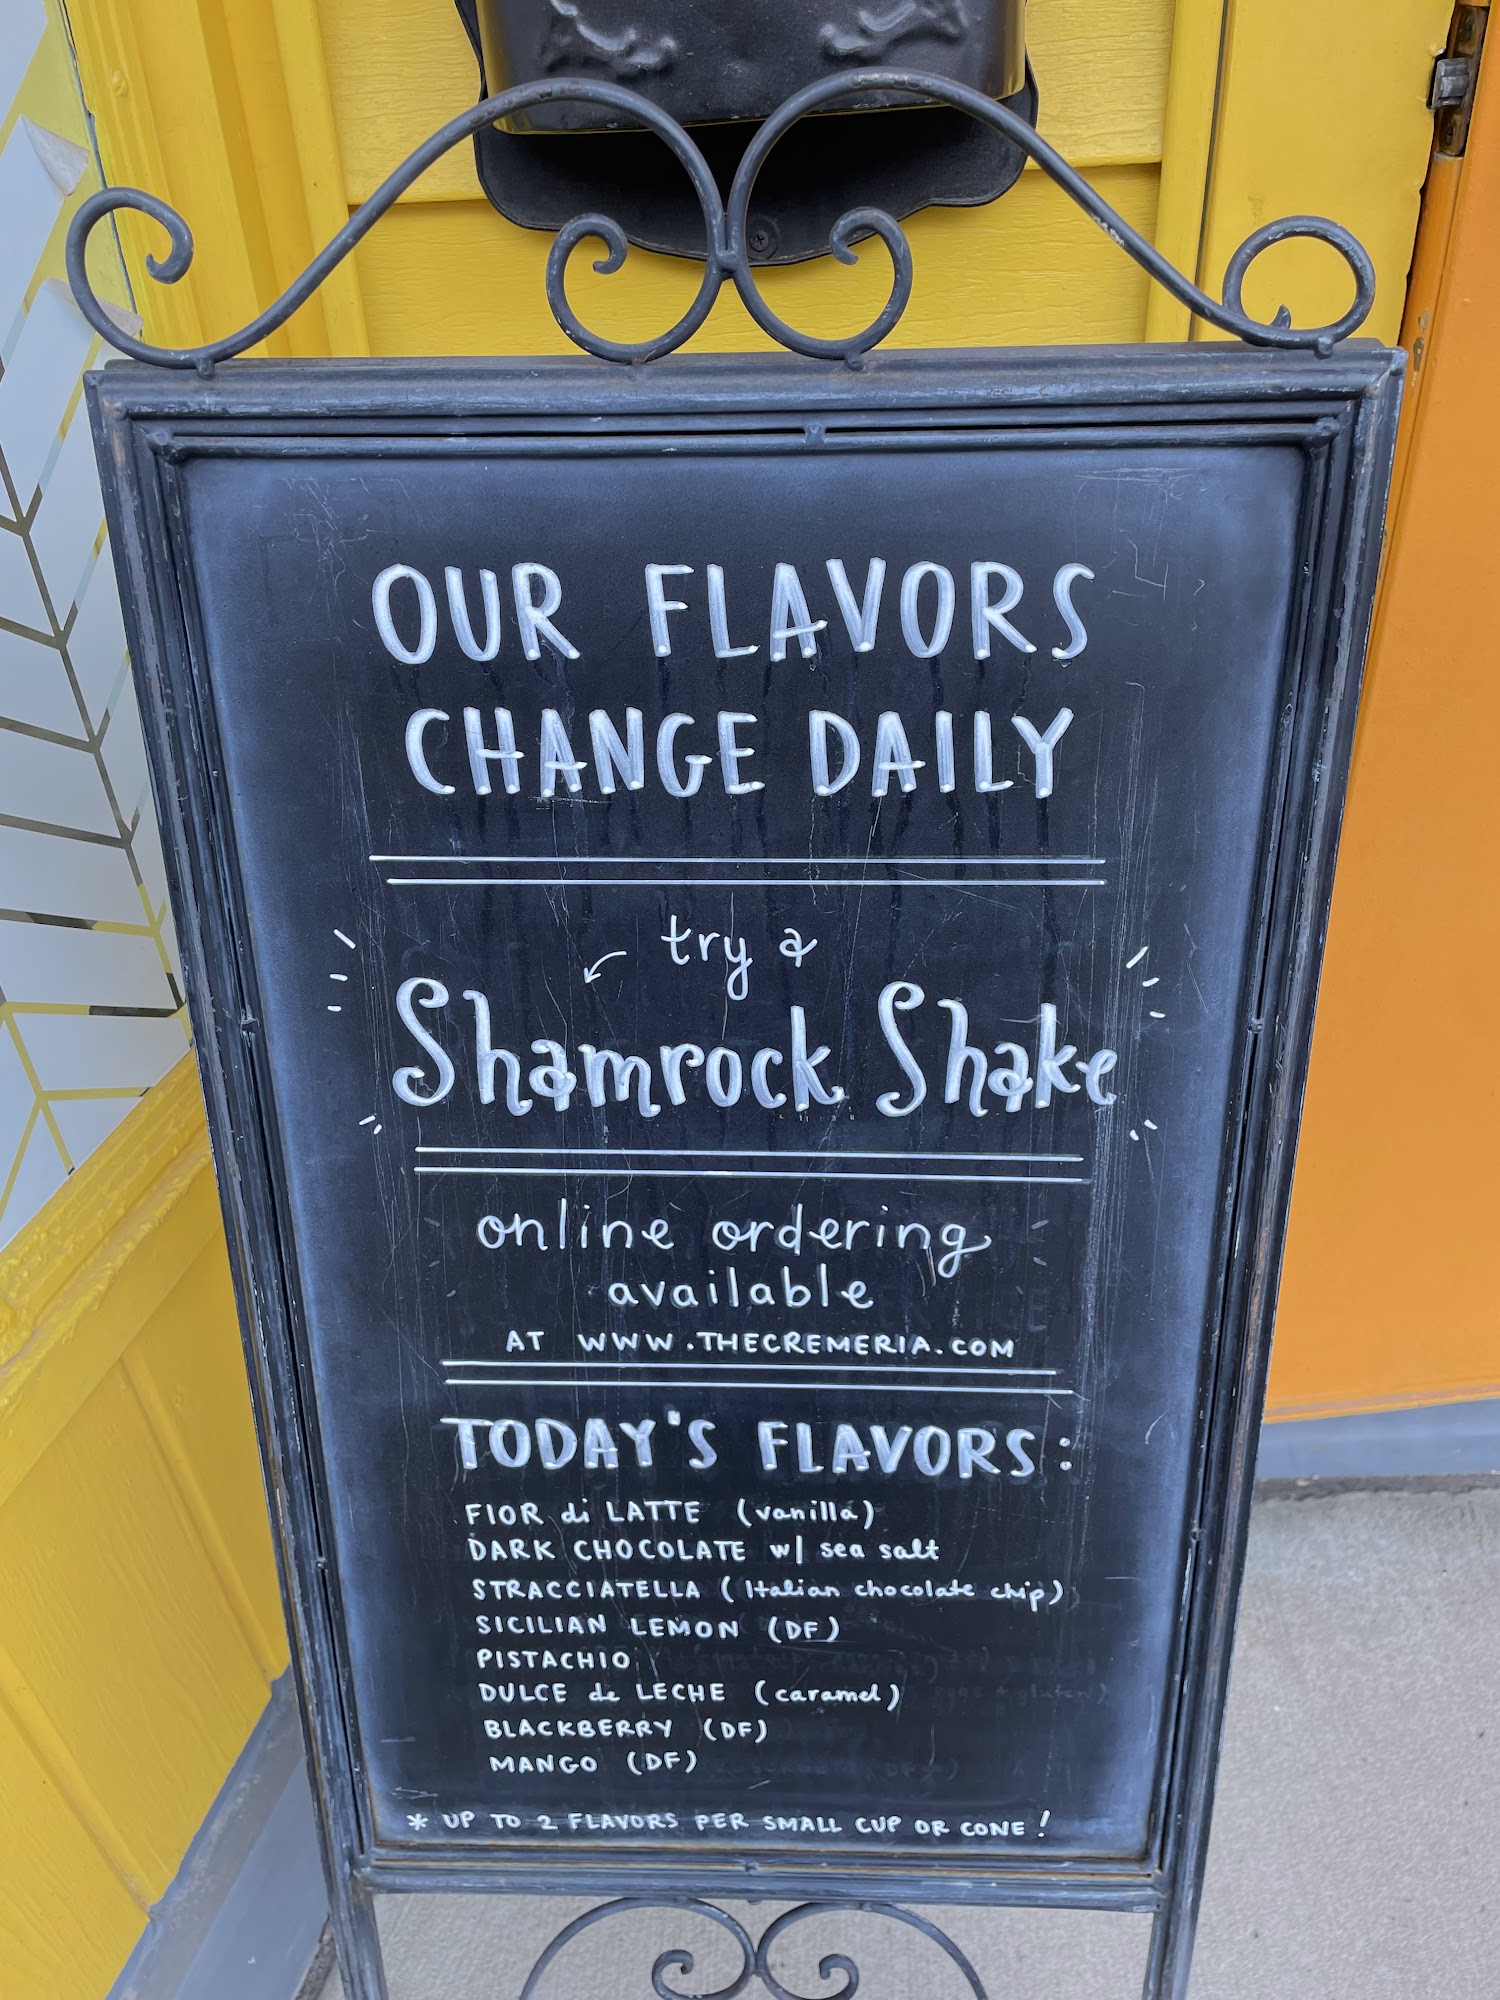 OUR FLAVORS
CHANGE DAILY
try a
Shamrock Shake
online ordering
available
AT WWW.THECREMERIA.COM
TODAY'S FLAVORS:
FIOR di LATTE (vanilla)
DARK CHOCOLATE w/ sea salt
STRACCIATELLA (Italian chocolate chip)
SICILIAN LEMON (DF)
PISTACHIO
DULCE de LECHE (caramel)
BLACKBERRY (DF)
MANGO (DF)
* UP TO 2 FLAVORS PER SMALL CUP OR CONE!